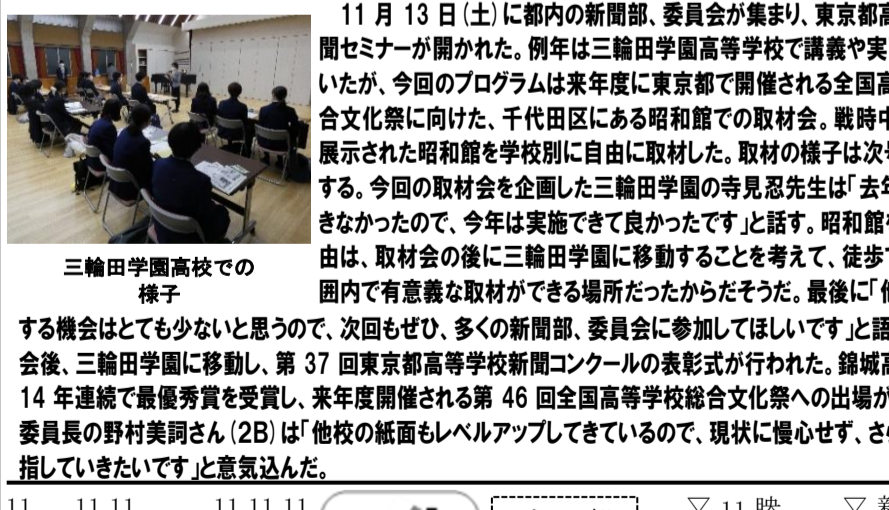 11 月 13 日(土)に都内の新聞部、委員会が集まり、東京都高
聞セミナーが開かれた。例年は三輪田学園高等学校で講義や実
いたが、今回のプログラムは来年度に東京都で開催される全国高
合文化祭に向けた、千代田区にある昭和館での取材会。戦時中
展示された昭和館を学校別に自由に取材した。取材の様子は次号
する。今回の取材会を企画した三輪田学園の寺見忍先生は「去年
きなかったので、今年は実施できて良かったです」と話す。昭和館
由は、取材会の後に三輪田学園に移動することを考えて、徒歩
囲内で有意義な取材ができる場所だったからだそうだ。最後に「他
三輪田学園高校での
様子
する機会はとても少ないと思うので、次回もぜひ、多くの新聞部、委員会に参加してほしいです」と話
会後、三輪田学園に移動し、第 37 回東京都高等学校新聞コンクールの表彰式が行われた。錦城高
14 年連続で最優秀賞を受賞し、来年度開催される第 46 回全国高等学校総合文化祭への出場が
委員長の野村美詞さん(2B)は「他校の紙面もレベルアップしてきているので、現状に慢心せず、さら
指していきたいです」と意気込んだ。
11 11 11 11 11 11 ▽ 11 映 ▽ 新